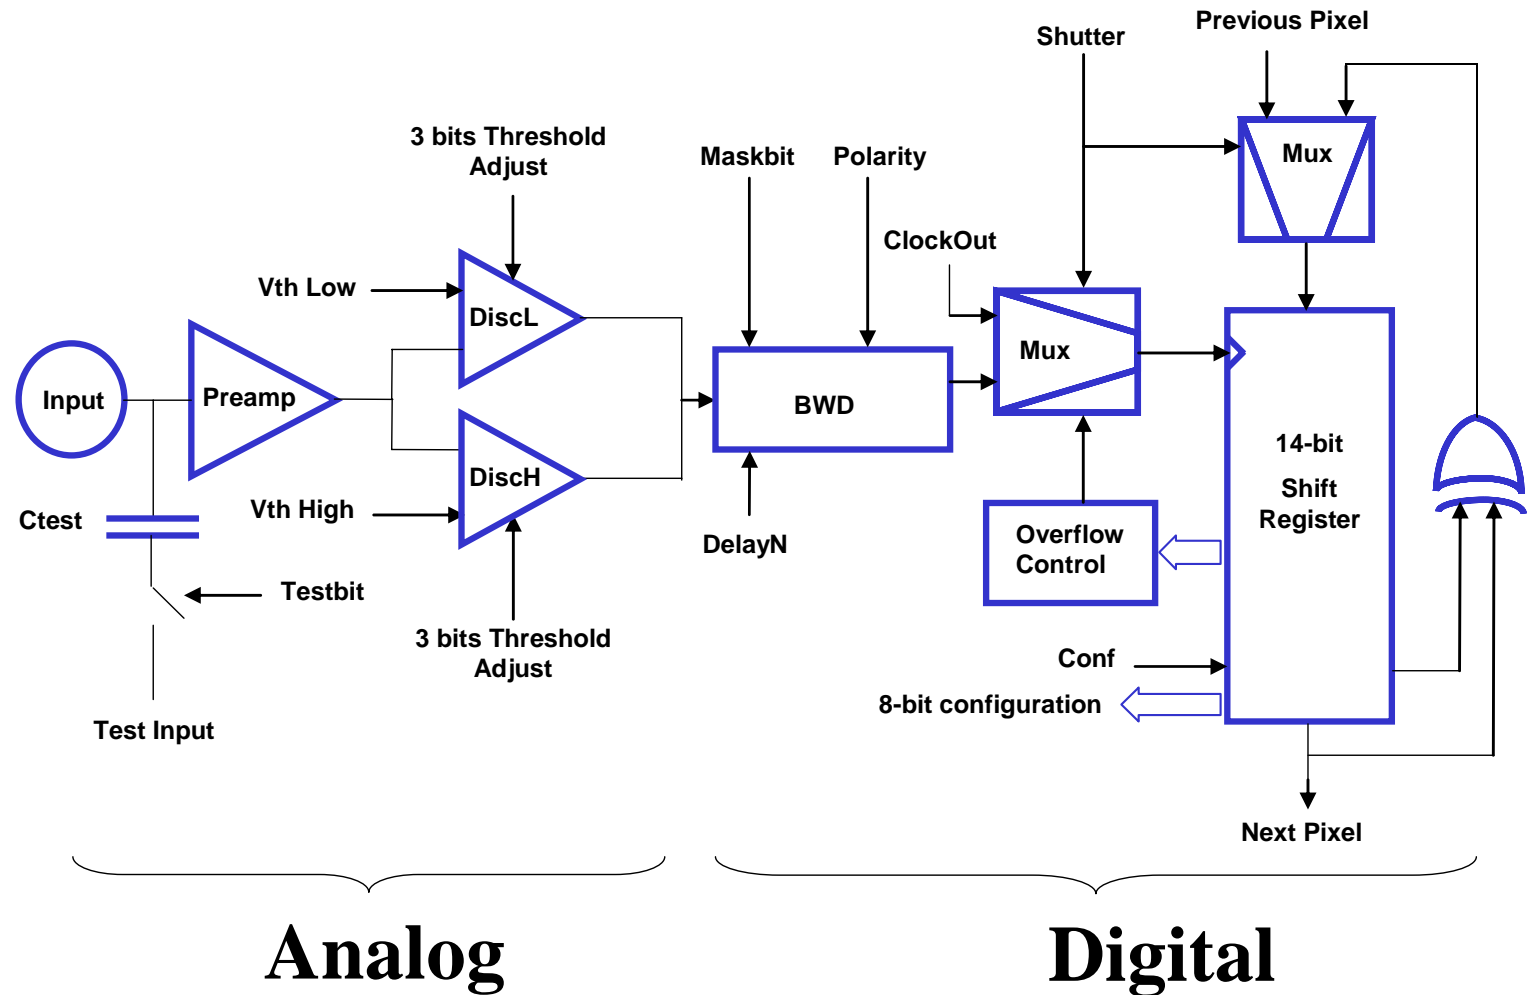 Previous Pixel
Shutter
3 bits Threshold
Adjust
Maskbit
Polarity
Mux
ClockOut
Vth Low
DiscL
Mux
Input
Preamp
BWD
14-bit
Shift
Register
DiscH
Vth High
Ctest
Overflow
Control
DelayN
Testbit
3 bits Threshold
Adjust
Conf
8-bit configuration
Test Input
Next Pixel
Analog
Digital